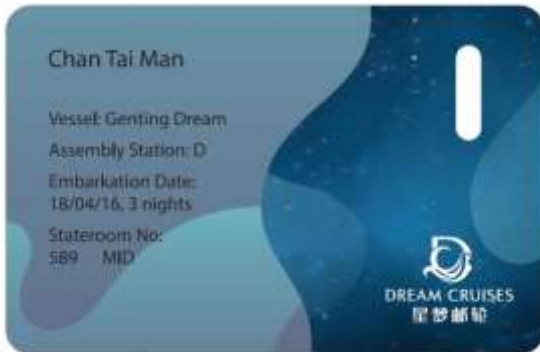 Chan Tai Man
Vessel: Genting Dream
Assembly Station: D
Embarkation Date:
18/04/16, 3 nights
Stateroom No:
589 MID
DREAM CRUISES
星梦邮轮